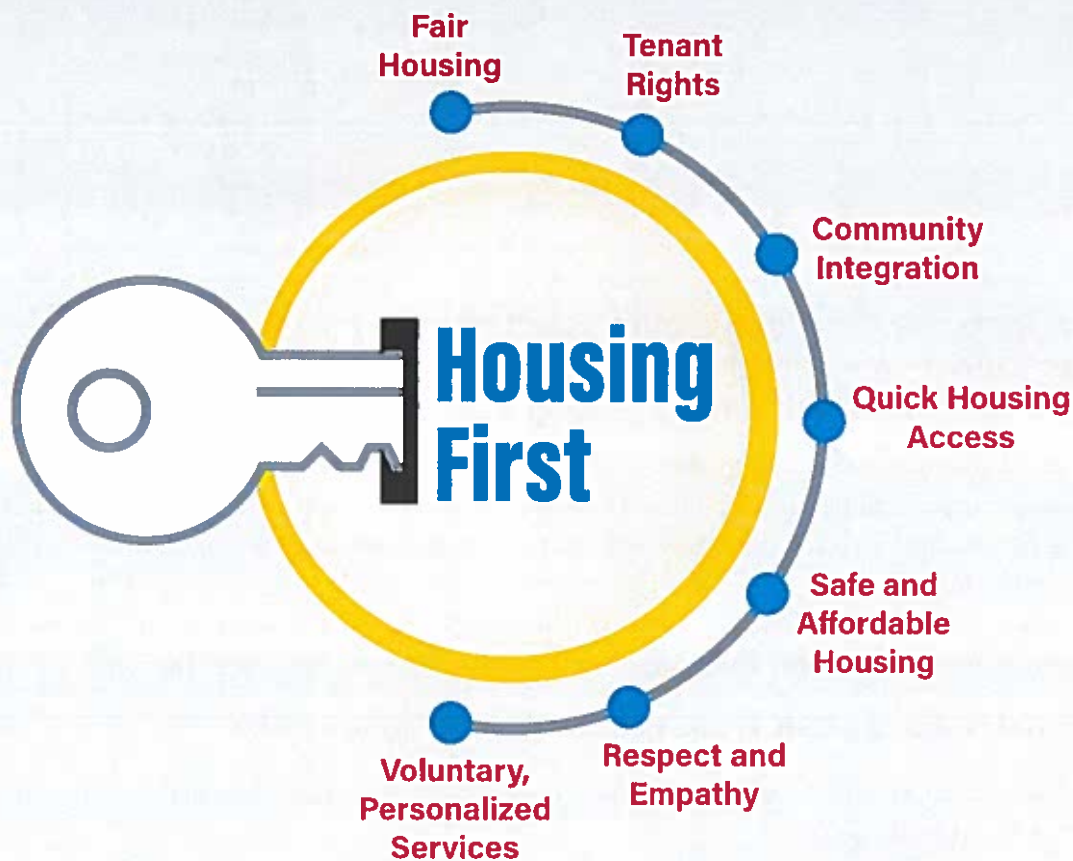 Fair
Housing
Tenant
Rights
Community
Integration
Housing
First
Quick Housing
Access
Safe and
Affordable
Housing
Respect and
Empathy
Voluntary,
Personalized
Services